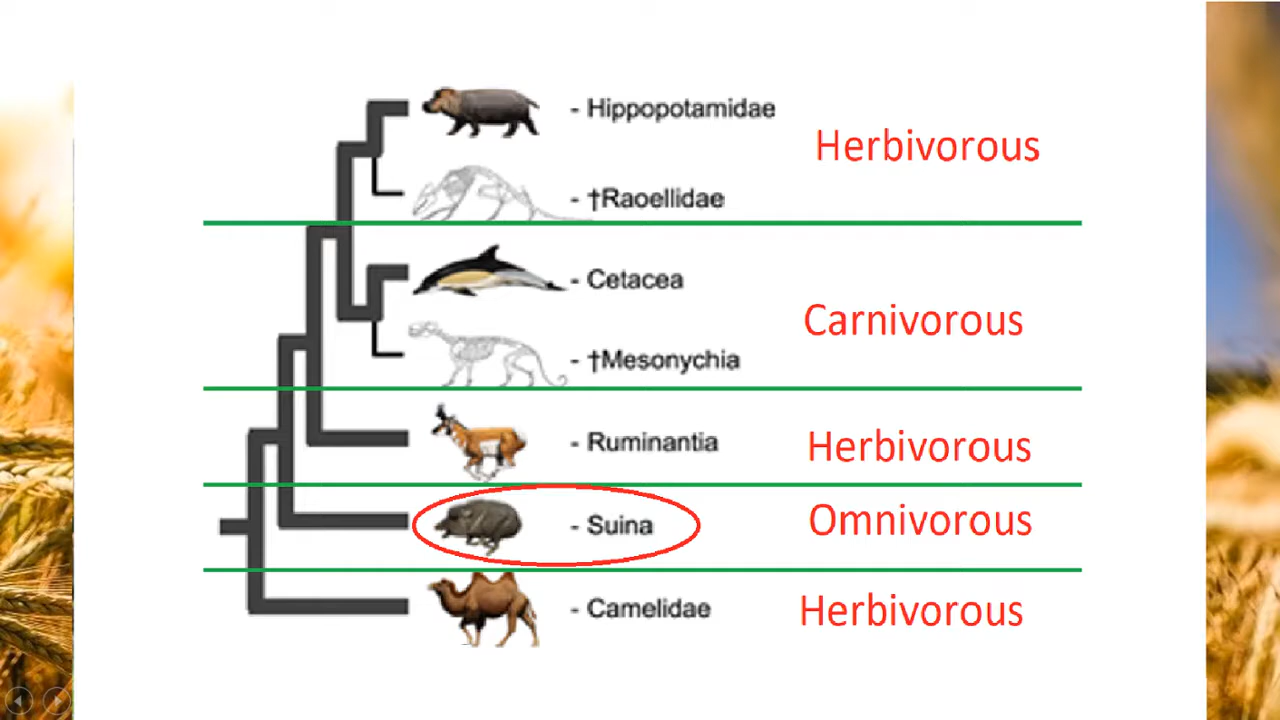 - Hippopotamidae
Herbivorous
- †Raoellidae
- Cetacea
Carnivorous
- †Mesonychia
- Ruminantia
Herbivorous
- Suina
Omnivorous
- Camelidae
Herbivorous